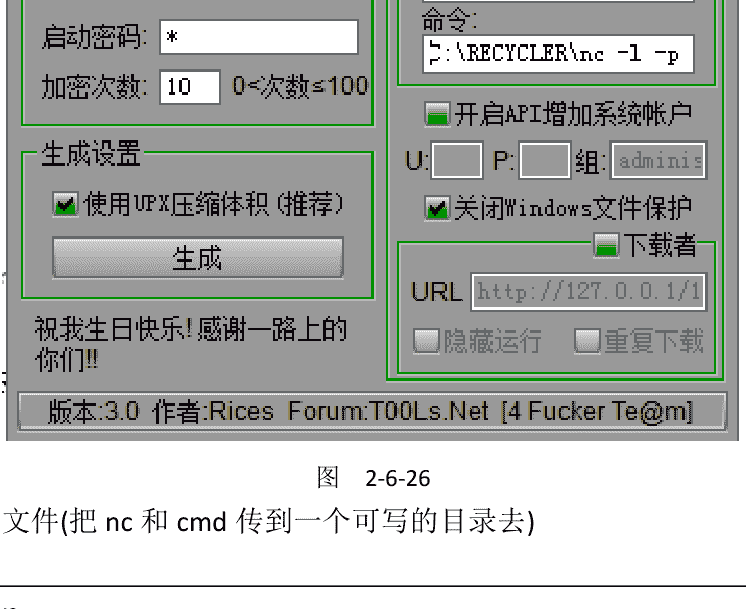 启动密码: *
加密次数: 10 0<次数≤100
生成设置
使用UPX压缩体积(推荐)
生成
祝我生日快乐!感谢一路上的
你们!!
命令:
:\RECYCLER\nc -l -p
开启API增加系统帐户
U: P: 组: adminis
关闭Windows文件保护
下载者
URL http://127.0.0.1/1
隐藏运行 重复下载
版本:3.0 作者:Rices Forum:T00Ls.Net [4 Fucker Te@m]
图 2-6-26
文件(把 nc 和 cmd 传到一个可写的目录去)